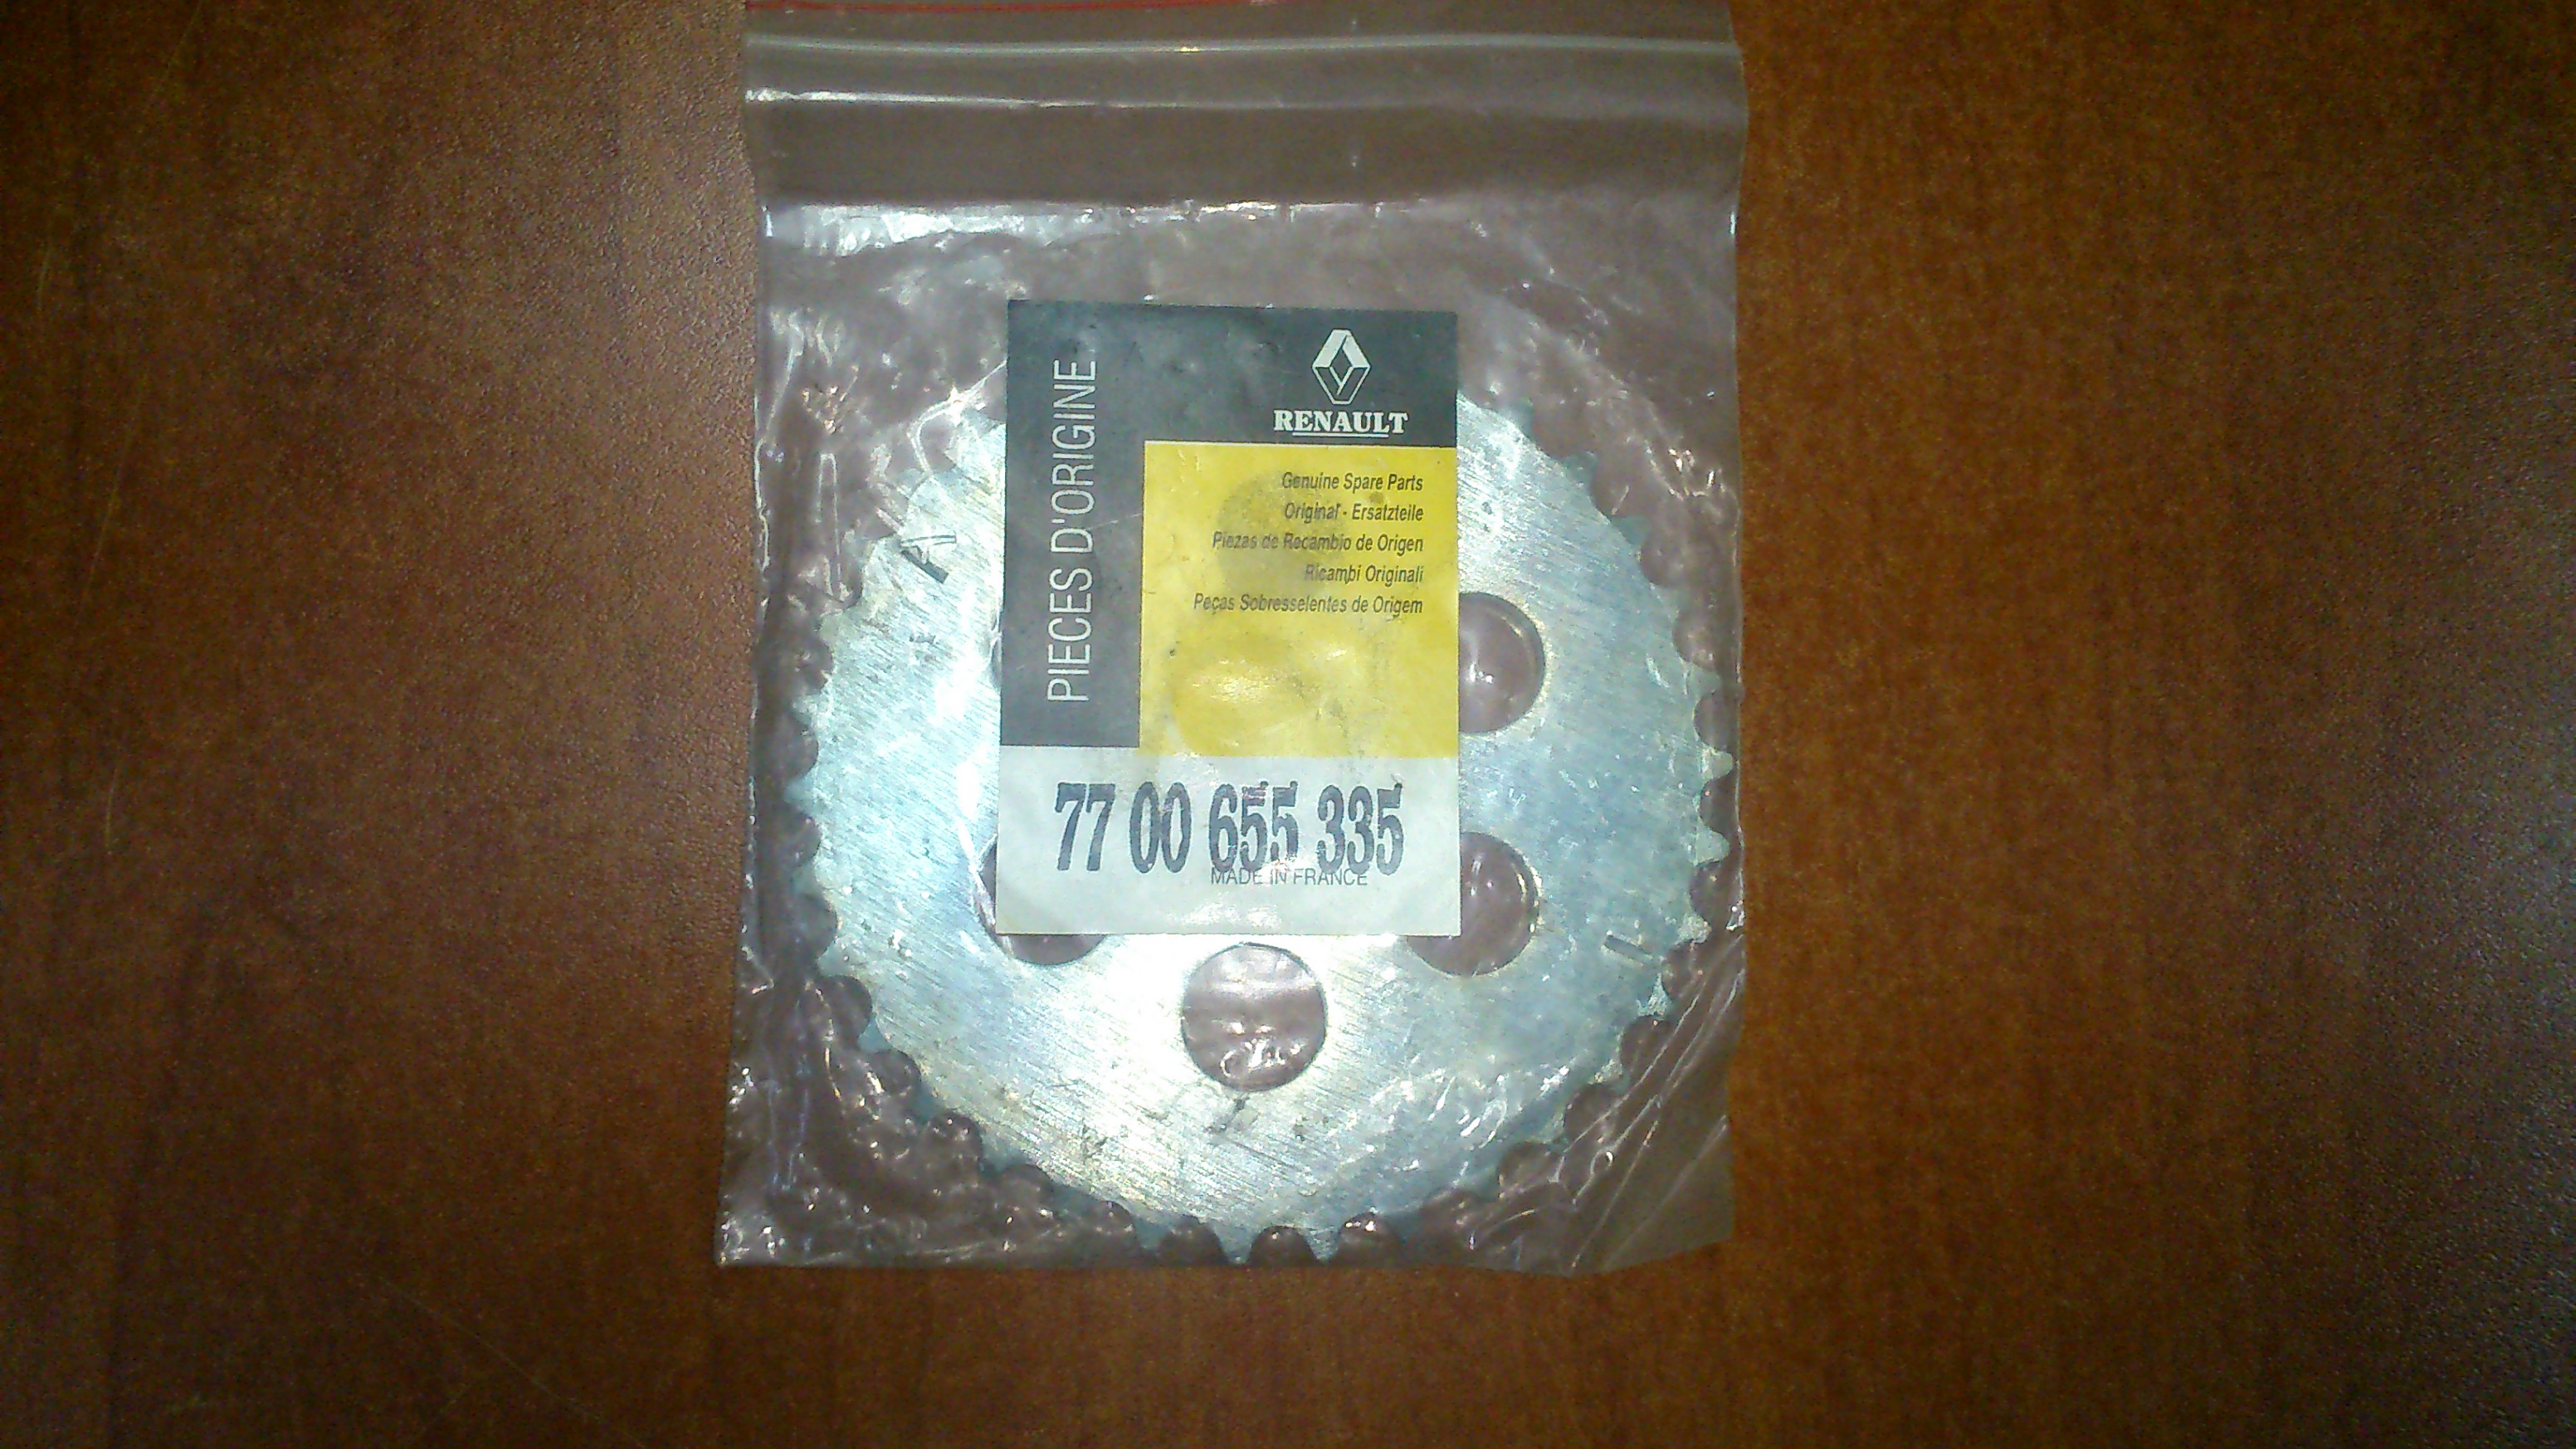 PIECES D'ORIGINE
RENAULT
Genuine Spare Parts
Original - Ersatzteile
Piezas de Recambio de Origen
Ricambi Originali
Peças Sobresselentes de Origem
77 00 655 335
MADE IN FRANCE